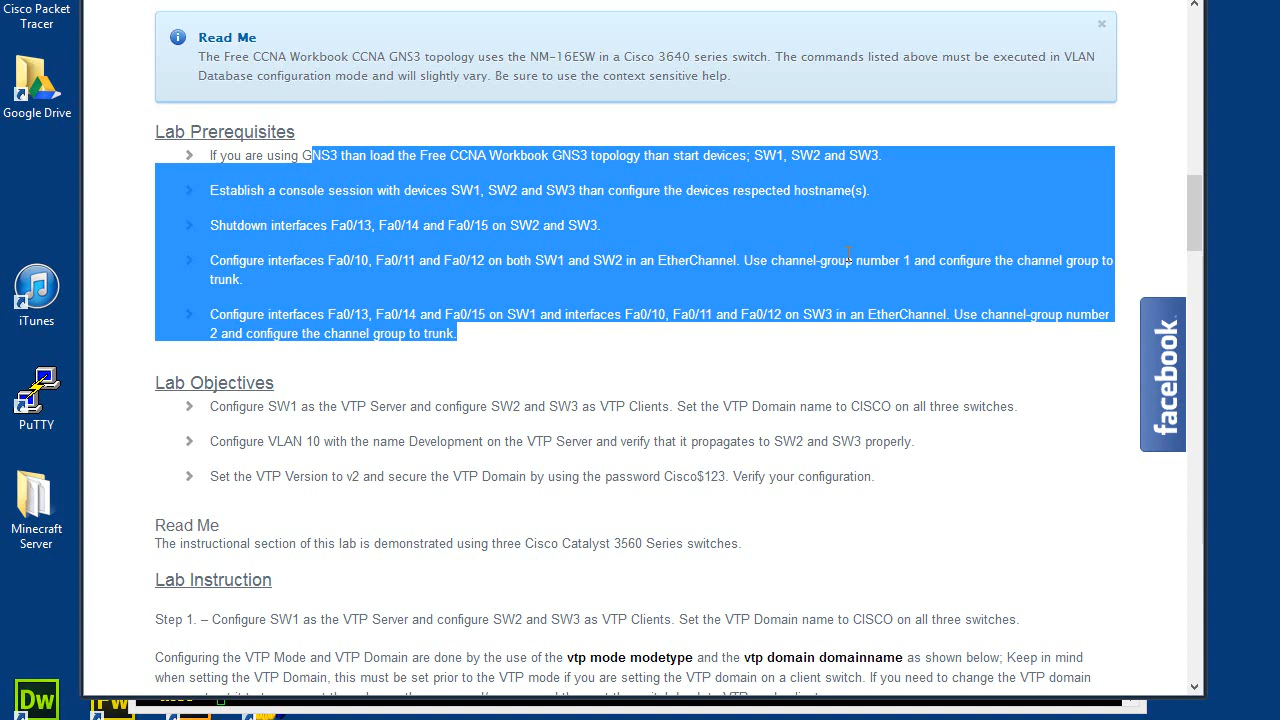 Cisco Packet
Tracer
Google Drive
iTunes
PuTTY
Minecraft
Server
Dw
Read Me
The Free CCNA Workbook CCNA GNS3 topology uses the NM-16ESW in a Cisco 3640 series switch. The commands listed above must be executed in VLAN
Database configuration mode and will slightly vary. Be sure to use the context sensitive help.
Lab Prerequisites
If you are using GNS3 than load the Free CCNA Workbook GNS3 topology than start devices; SW1, SW2 and SW3.
Establish a console session with devices SW1, SW2 and SW3 than configure the devices respected hostname(s).
Shutdown interfaces Fa0/13, Fa0/14 and Fa0/15 on SW2 and SW3.
Configure interfaces Fa0/10, Fa0/11 and Fa0/12 on both SW1 and SW2 in an EtherChannel. Use channel-group number 1 and configure the channel group to
trunk.
Configure interfaces Fa0/13, Fa0/14 and Fa0/15 on SW1 and interfaces Fa0/10, Fa0/11 and Fa0/12 on SW3 in an EtherChannel. Use channel-group number
2 and configure the channel group to trunk.
Lab Objectives
Configure SW1 as the VTP Server and configure SW2 and SW3 as VTP Clients. Set the VTP Domain name to CISCO on all three switches.
Configure VLAN 10 with the name Development on the VTP Server and verify that it propagates to SW2 and SW3 properly.
Set the VTP Version to v2 and secure the VTP Domain by using the password Cisco$123. Verify your configuration.
Read Me
The instructional section of this lab is demonstrated using three Cisco Catalyst 3560 Series switches.
Lab Instruction
Step 1. – Configure SW1 as the VTP Server and configure SW2 and SW3 as VTP Clients. Set the VTP Domain name to CISCO on all three switches.
Configuring the VTP Mode and VTP Domain are done by the use of the vtp mode modetype and the vtp domain domainname as shown below; Keep in mind
when setting the VTP Domain, this must be set prior to the VTP mode if you are setting the VTP domain on a client switch. If you need to change the VTP domain
facebook